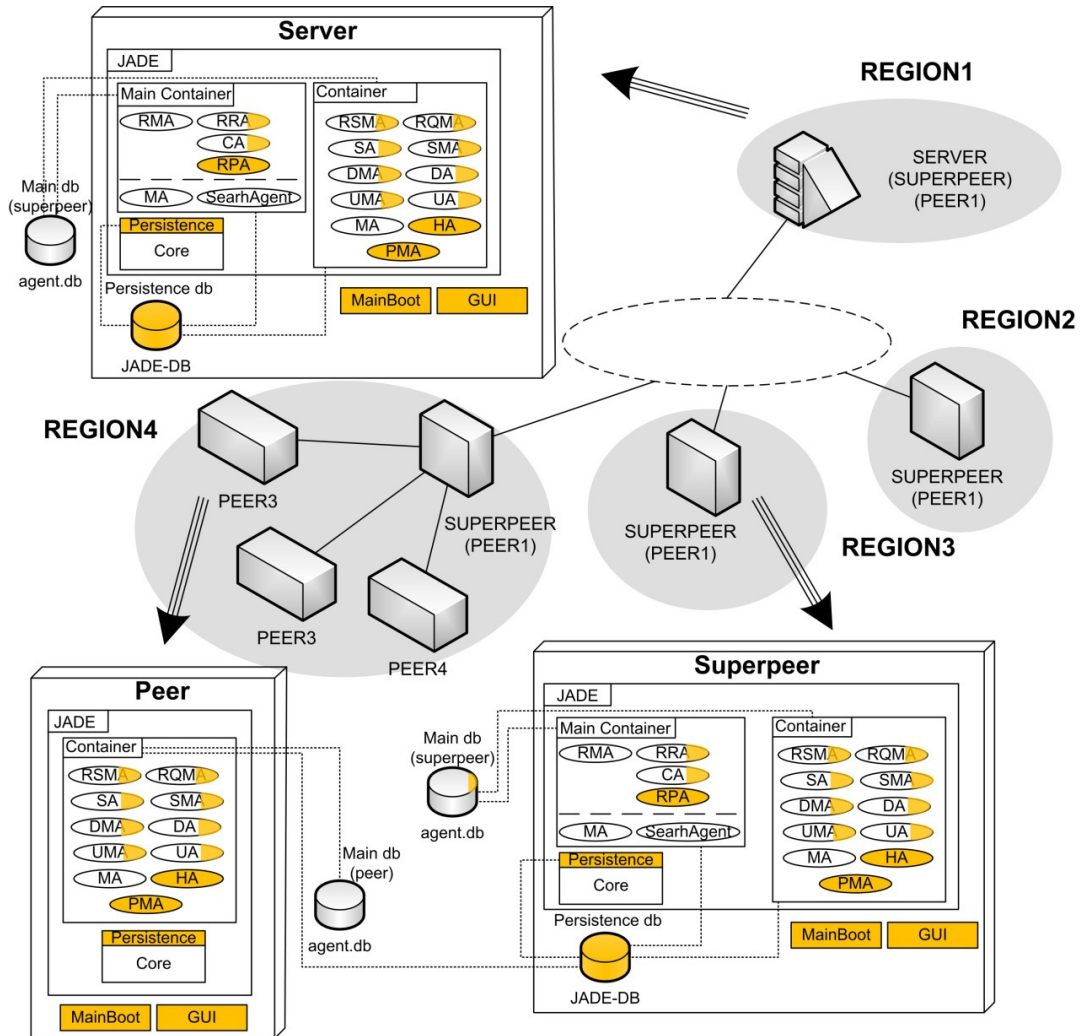 Server
JADE
Main Container
RMA
RRA
CA
RPA
MA
SearhAgent
Persistence
Core
Container
RSMA
RQMA
SA
SMA
DMA
DA
UMA
UA
MA
HA
PMA
Main db
(superpeer)
agent.db
Persistence db
JADE-DB
MainBoot
GUI
REGION1
SERVER
(SUPERPEER)
(PEER1)
REGION2
SUPERPEER
(PEER1)
REGION4
PEER3
SUPERPEER
(PEER1)
PEER3
PEER4
SUPERPEER
(PEER1)
REGION3
Peer
JADE
Container
RSMA
RQMA
SA
SMA
DMA
DA
UMA
UA
MA
HA
PMA
Persistence
Core
MainBoot
GUI
Main db
(peer)
agent.db
Main db
(superpeer)
agent.db
Superpeer
JADE
Main Container
RMA
RRA
CA
RPA
MA
SearhAgent
Persistence
Core
Container
RSMA
RQMA
SA
SMA
DMA
DA
UMA
UA
MA
HA
PMA
Persistence db
JADE-DB
MainBoot
GUI